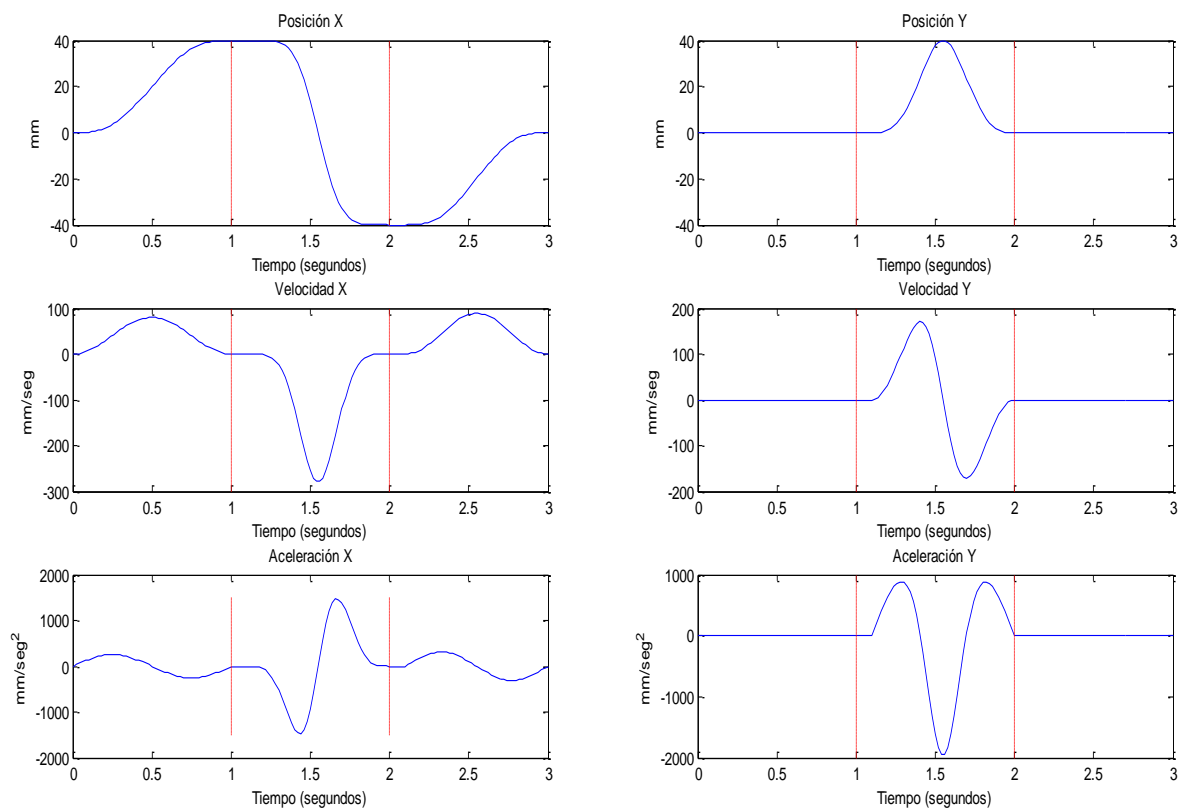 Posición X
40
20
0
-20
-40
mm
0 0.5 1 1.5 2 2.5 3
Tiempo (segundos)
Posición Y
40
20
0
-20
-40
mm
0 0.5 1 1.5 2 2.5 3
Tiempo (segundos)
Velocidad X
100
0
-100
-200
-300
mm/seg
0 0.5 1 1.5 2 2.5 3
Tiempo (segundos)
Velocidad Y
200
100
0
-100
-200
mm/seg
0 0.5 1 1.5 2 2.5 3
Tiempo (segundos)
Aceleración X
2000
1000
0
-1000
-2000
mm/seg²
0 0.5 1 1.5 2 2.5 3
Tiempo (segundos)
Aceleración Y
1000
0
-1000
-2000
mm/seg²
0 0.5 1 1.5 2 2.5 3
Tiempo (segundos)